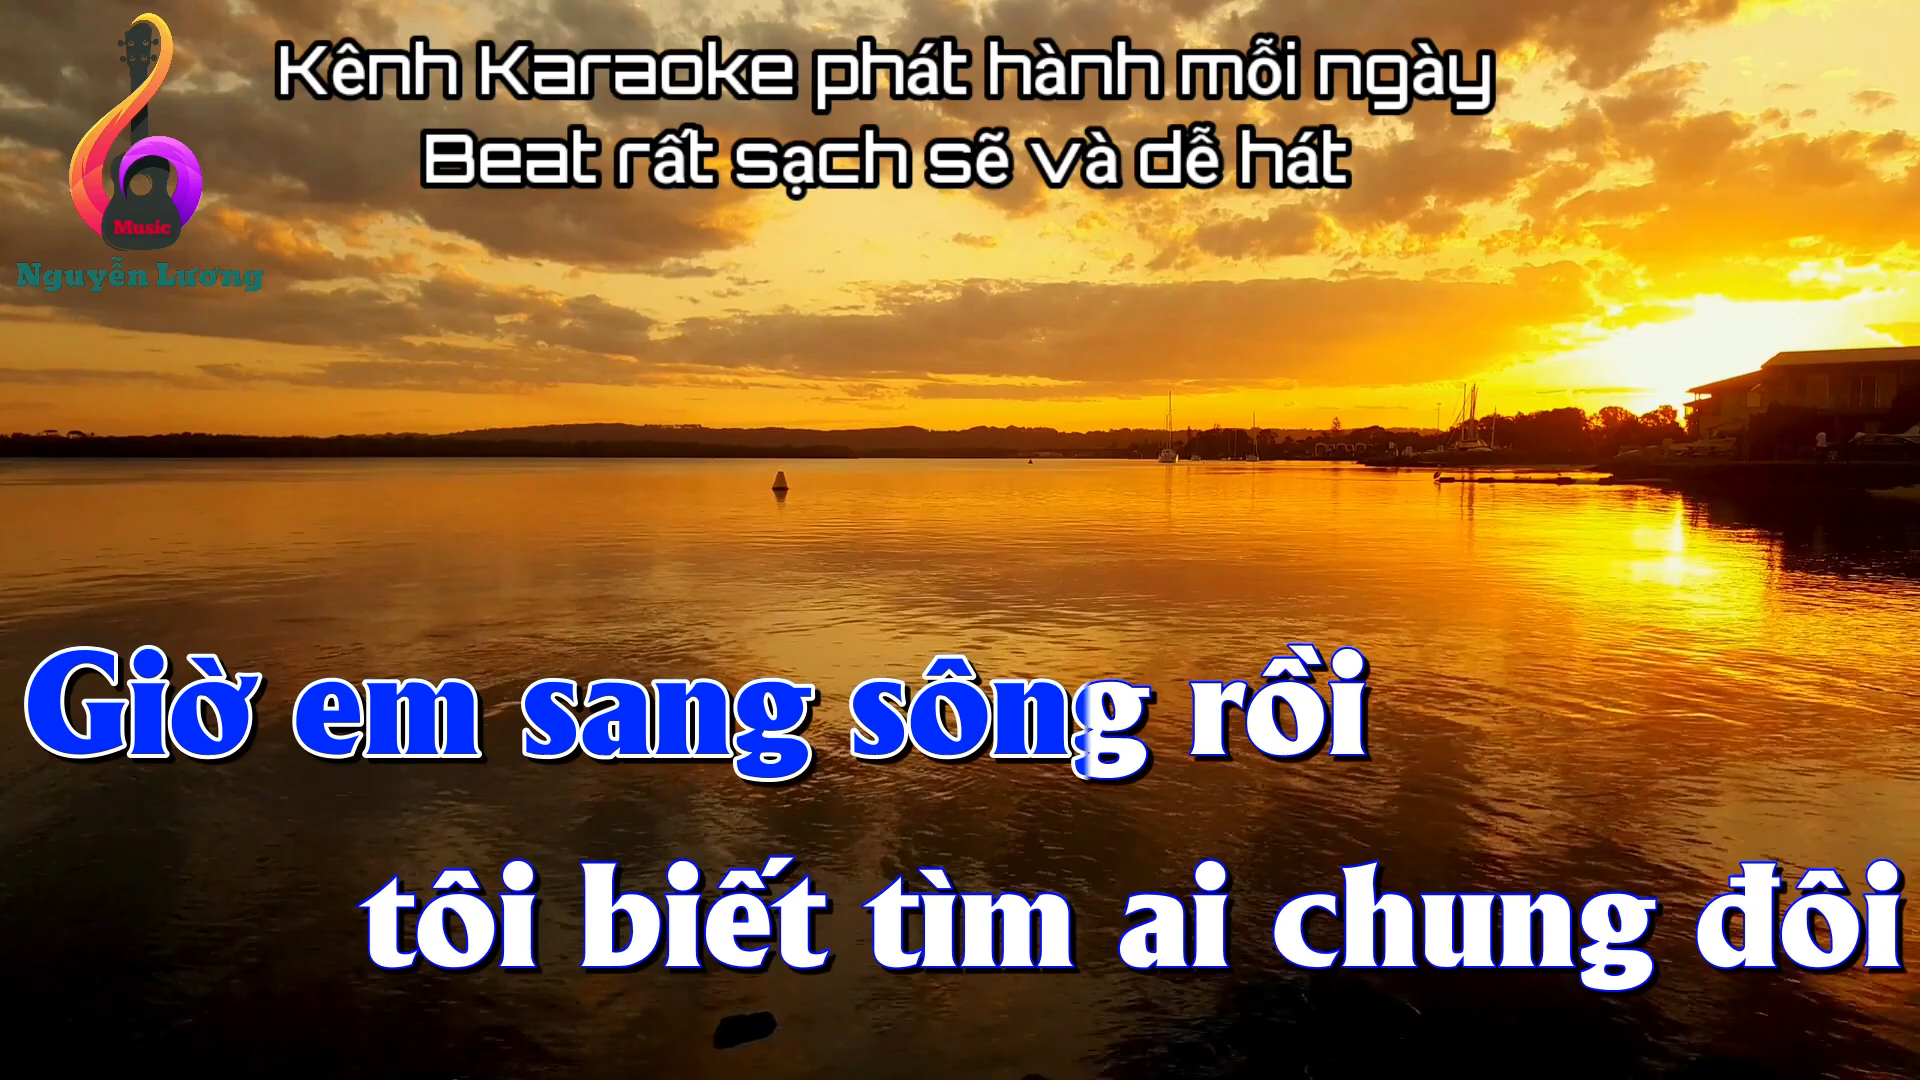 Kênh Karaoke phát hành mỗi ngày
Beat rất sạch sẽ và dễ hát
Music
Nguyễn Lương
Giờ em sang sông rồi
tôi biết tìm ai chung đôi